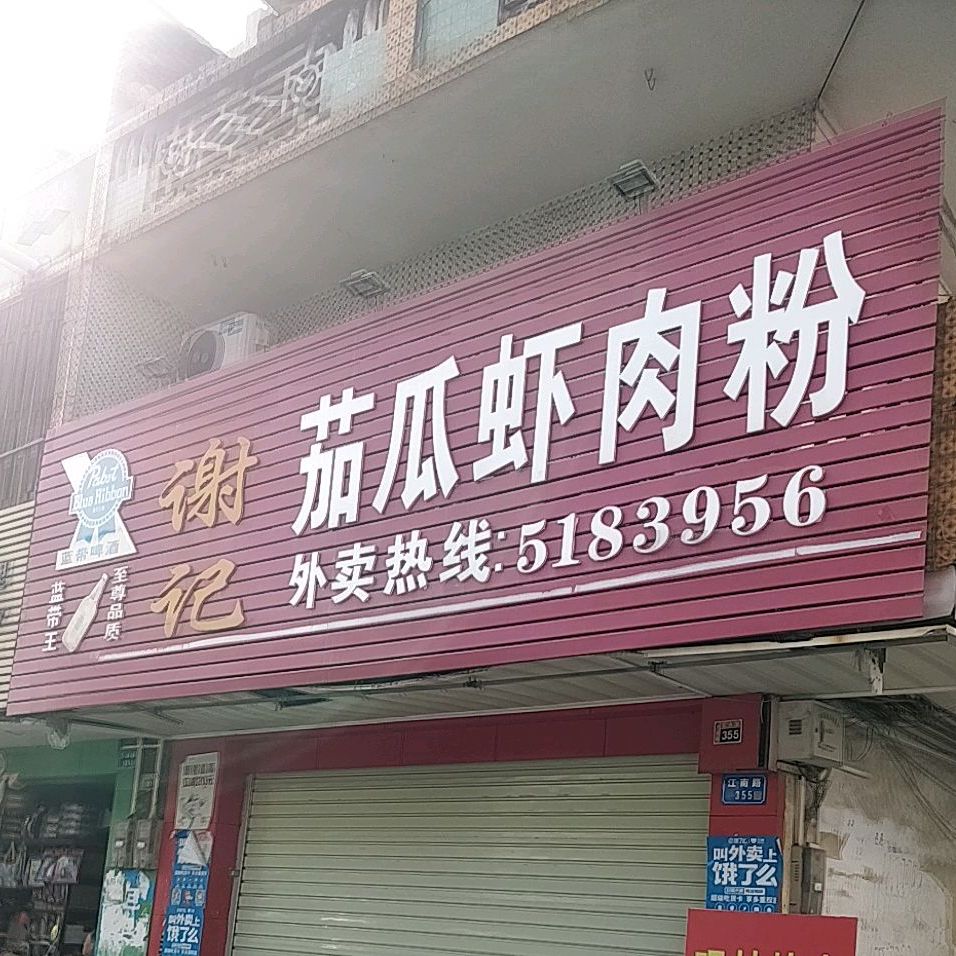 茄瓜虾肉粉
外卖热线:5183956
谢记
Pabst
Blue Ribbon
蓝带啤酒
蓝带王
至尊品质
355
江南路
355
叫外卖上
饿了么
叫外卖上
饿了么